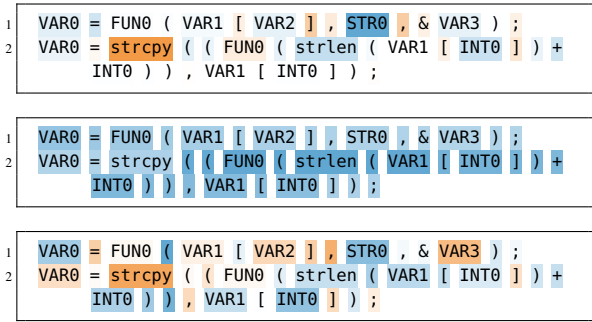 1 VAR0 = FUN0 ( VAR1 [ VAR2 ] , STR0 , & VAR3 ) ;
2 VAR0 = strcpy ( ( FUN0 ( strlen ( VAR1 [ INT0 ] ) +
INT0 ) ) , VAR1 [ INT0 ] ) ;
1 VAR0 = FUN0 ( VAR1 [ VAR2 ] , STR0 , & VAR3 ) ;
2 VAR0 = strcpy ( ( FUN0 ( strlen ( VAR1 [ INT0 ] ) +
INT0 ) ) , VAR1 [ INT0 ] ) ;
1 VAR0 = FUN0 ( VAR1 [ VAR2 ] , STR0 , & VAR3 ) ;
2 VAR0 = strcpy ( ( FUN0 ( strlen ( VAR1 [ INT0 ] ) +
INT0 ) ) , VAR1 [ INT0 ] ) ;